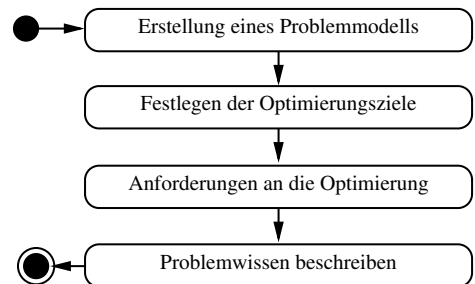 Erstellung eines Problemmodells
Festlegen der Optimierungsziele
Anforderungen an die Optimierung
Problemwissen beschreiben